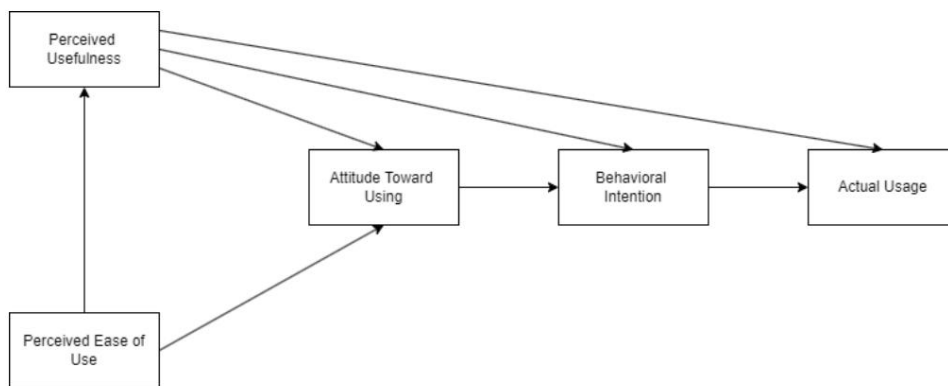 Perceived
Usefulness
Attitude Toward
Using
Behavioral
Intention
Actual Usage
Perceived Ease of
Use